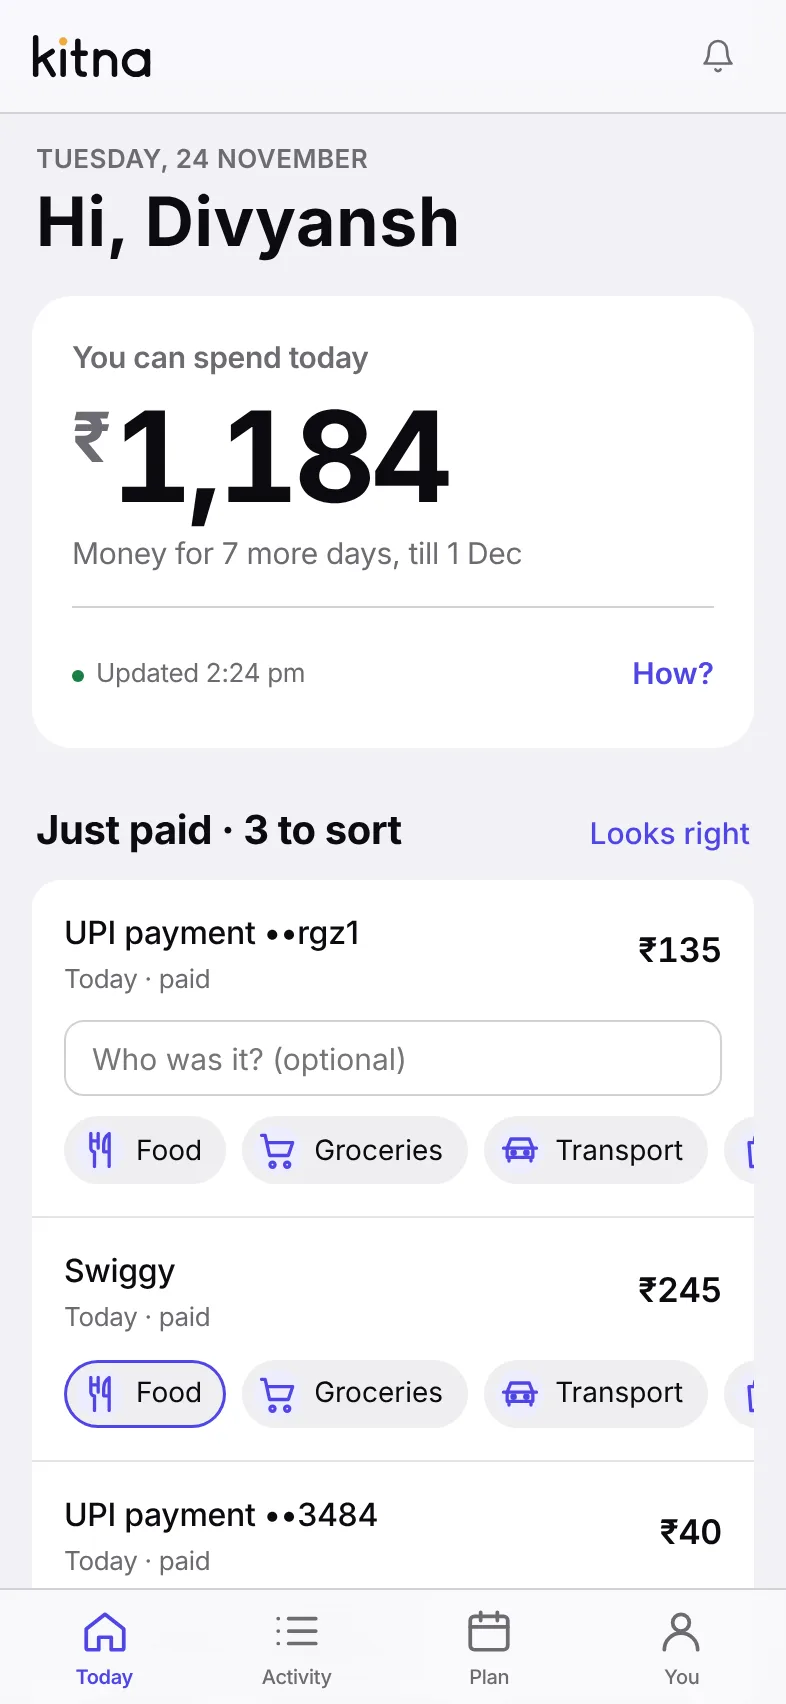 kitna
TUESDAY, 24 NOVEMBER
Hi, Divyansh
You can spend today
₹1,184
Money for 7 more days, till 1 Dec
Updated 2:24 pm
How?
Just paid · 3 to sort
Looks right
UPI payment ••rgz1
₹135
Today · paid
Who was it? (optional)
Food
Groceries
Transport
Swiggy
₹245
Today · paid
Food
Groceries
Transport
UPI payment ••3484
₹40
Today · paid
Today
Activity
Plan
You